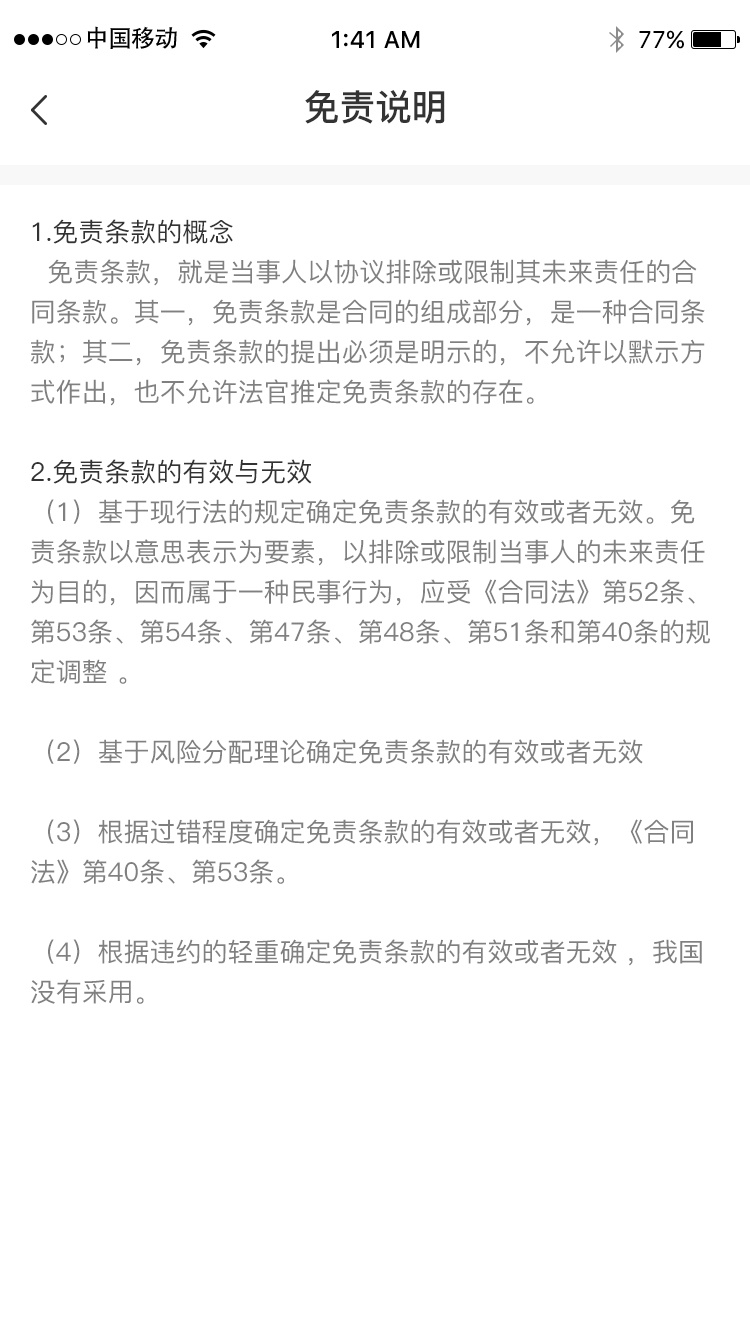 中国移动 1:41 AM 77%
免责说明
1.免责条款的概念
免责条款，就是当事人以协议排除或限制其未来责任的合
同条款。其一，免责条款是合同的组成部分，是一种合同条
款；其二，免责条款的提出必须是明示的，不允许以默示方
式作出，也不允许法官推定免责条款的存在。
2.免责条款的有效与无效
（1）基于现行法的规定确定免责条款的有效或者无效。免
责条款以意思表示为要素，以排除或限制当事人的未来责任
为目的，因而属于一种民事行为，应受《合同法》第52条、
第53条、第54条、第47条、第48条、第51条和第40条的规
定调整 。
（2）基于风险分配理论确定免责条款的有效或者无效
（3）根据过错程度确定免责条款的有效或者无效，《合同
法》第40条、第53条。
（4）根据违约的轻重确定免责条款的有效或者无效 ，我国
没有采用。